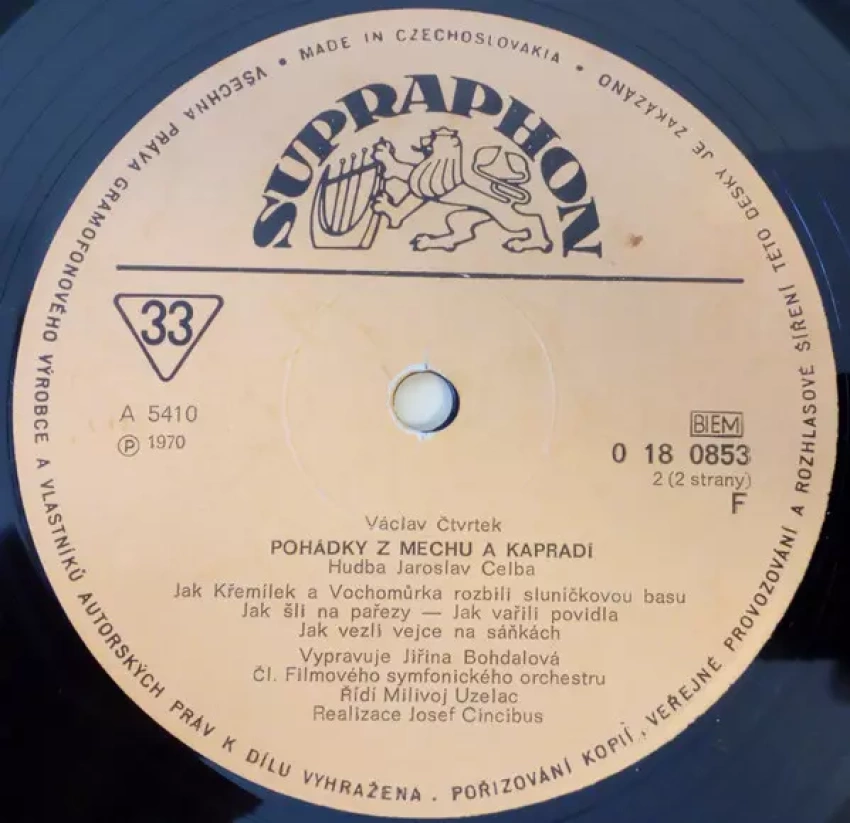 VŠECHNA PRÁVA GRAMOFONOVÉHO VÝROBCE A VLASTNÍKŮ AUTORSKÝCH PRÁV K DÍLU VYHRAŽENA . POŘIZOVÁNÍ KOPIÍ, VEŘEJNÉ PROVOZOVÁNÍ A ROZHLASOVÉ ŠÍŘENÍ TÉTO DESKY JE ZAKÁZÁNO • MADE IN CZECHOSLOVAKIA •
SUPRAPHON
33
A 5410
Ⓟ 1970
BIEM
0 18 0853
2 (2 strany)
F
Václav Čtvrtek
POHÁDKY Z MECHU A KAPRADÍ
Hudba Jaroslav Celba
Jak Křemílek a Vochomůrka rozbili sluníčkovou basu
Jak šli na pařezy — Jak vařili povidla
Jak vezli vejce na sáňkách
Vypravuje Jiřina Bohdalová
Čl. Filmového symfonického orchestru
Řídí Milivoj Uzelac
Realizace Josef Cincibus